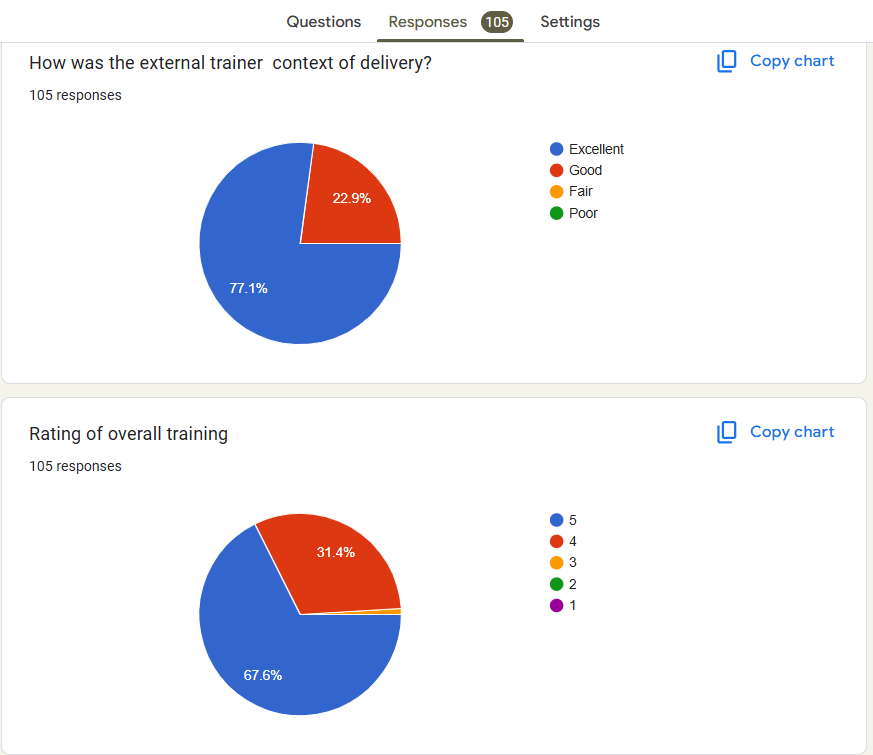 Questions Responses 105 Settings
How was the external trainer  context of delivery?
Copy chart
105 responses
Excellent
Good
Fair
Poor
22.9%
77.1%
Rating of overall training
Copy chart
105 responses
5
4
3
2
1
31.4%
67.6%